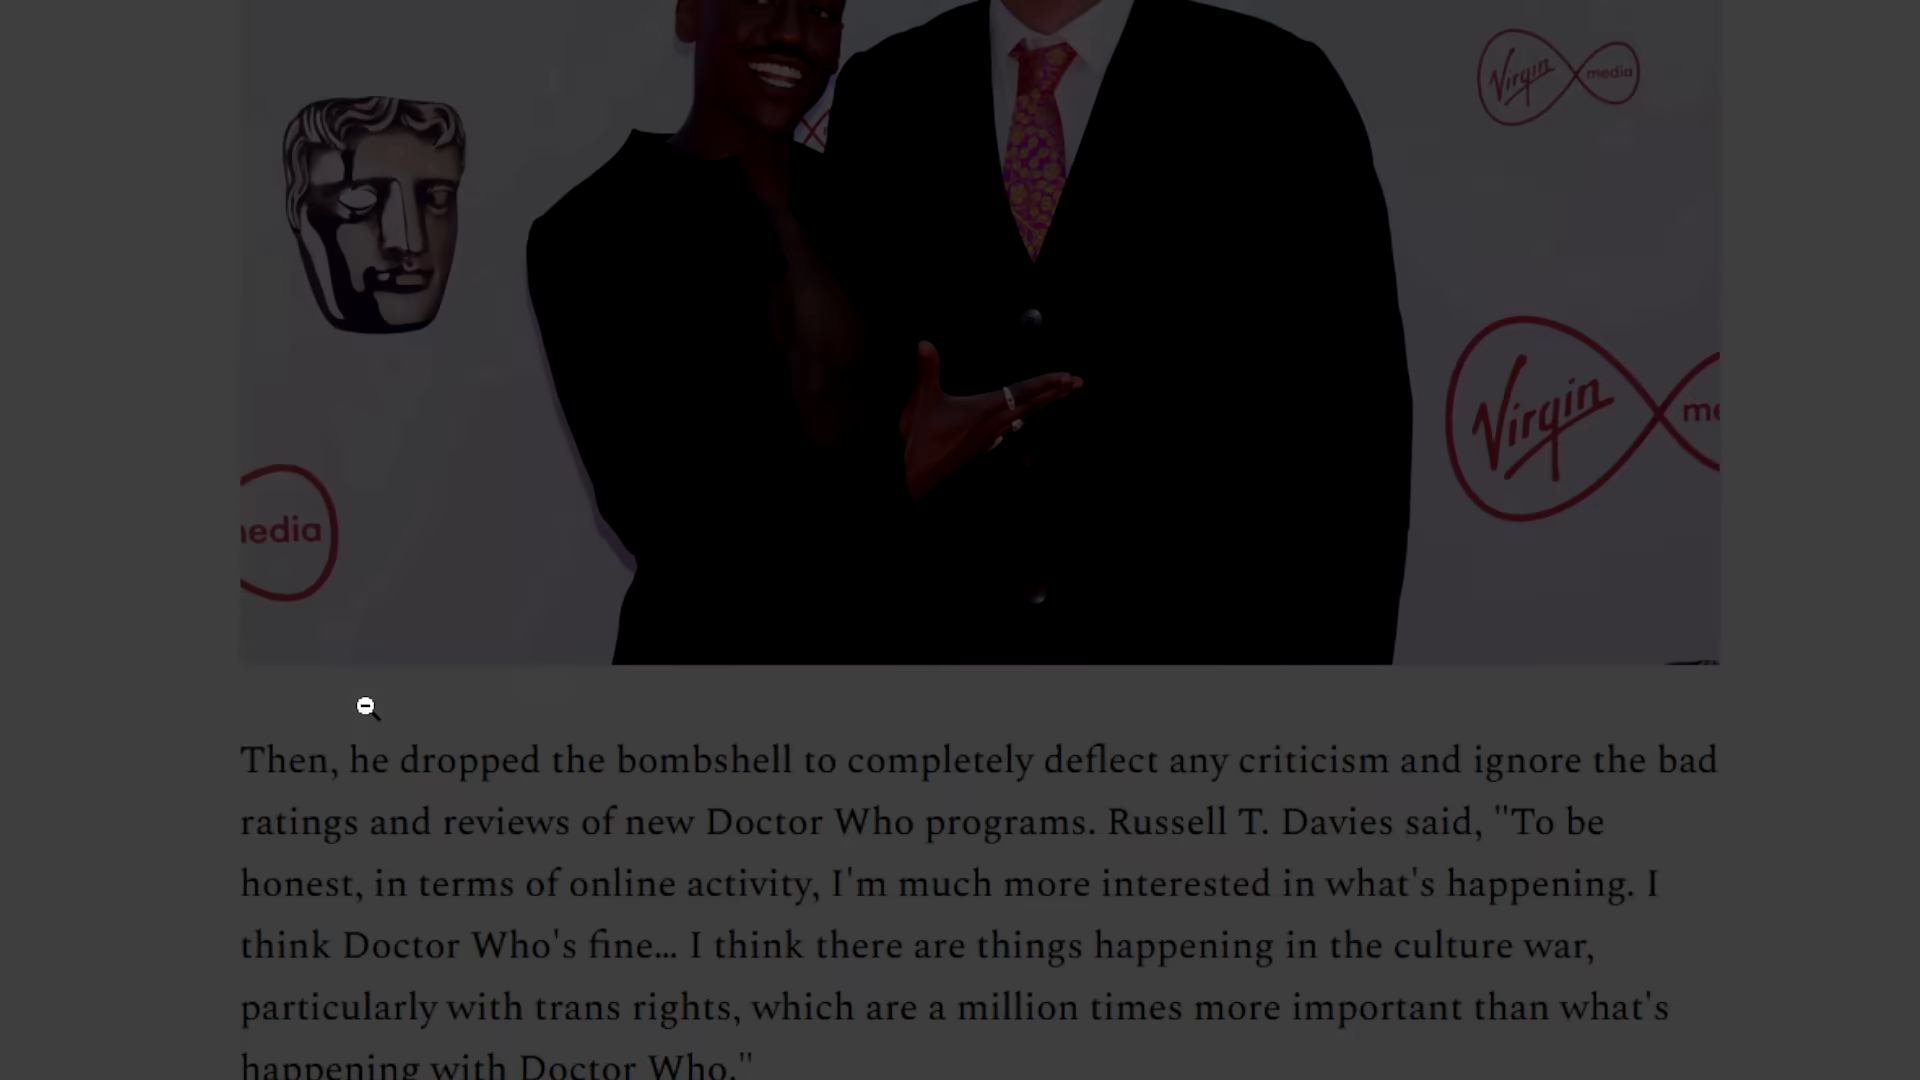 Virgin media
Virgin me
media
Then, he dropped the bombshell to completely deflect any criticism and ignore the bad
ratings and reviews of new Doctor Who programs. Russell T. Davies said, "To be
honest, in terms of online activity, I'm much more interested in what's happening. I
think Doctor Who's fine... I think there are things happening in the culture war,
particularly with trans rights, which are a million times more important than what's
happening with Doctor Who."